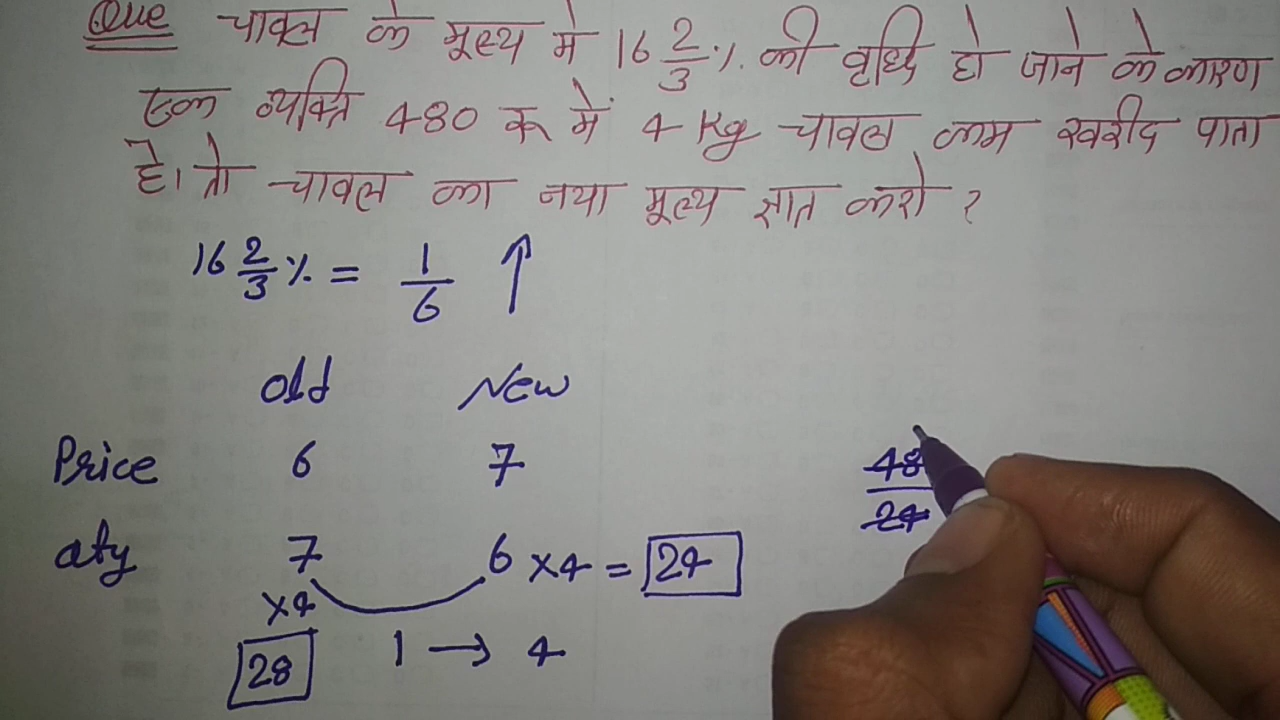 Que चावल के मूल्य मे 16 2/3 % की वृध्दि हो जाने के कारण
एक व्यक्ति 480 रू में 4 Kg चावल कम खरीद पाता
है। तो चावल का नया मूल्य ज्ञात करो ?
16 2/3 % = 1/6 ↑
Old New
Price 6 7
Qty 7 6 ×4 = 24
×4
28 1 → 4
48
24